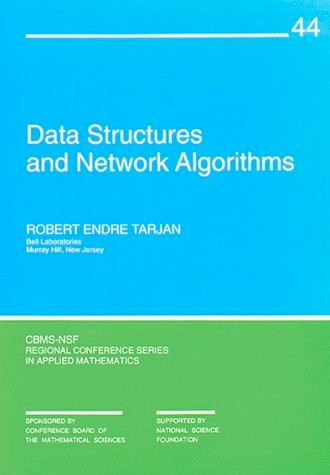 44
Data Structures
and Network Algorithms
ROBERT ENDRE TARJAN
Bell Laboratories
Murray Hill, New Jersey
CBMS-NSF
REGIONAL CONFERENCE SERIES
IN APPLIED MATHEMATICS
SPONSORED BY
CONFERENCE BOARD OF
THE MATHEMATICAL SCIENCES
SUPPORTED BY
NATIONAL SCIENCE
FOUNDATION